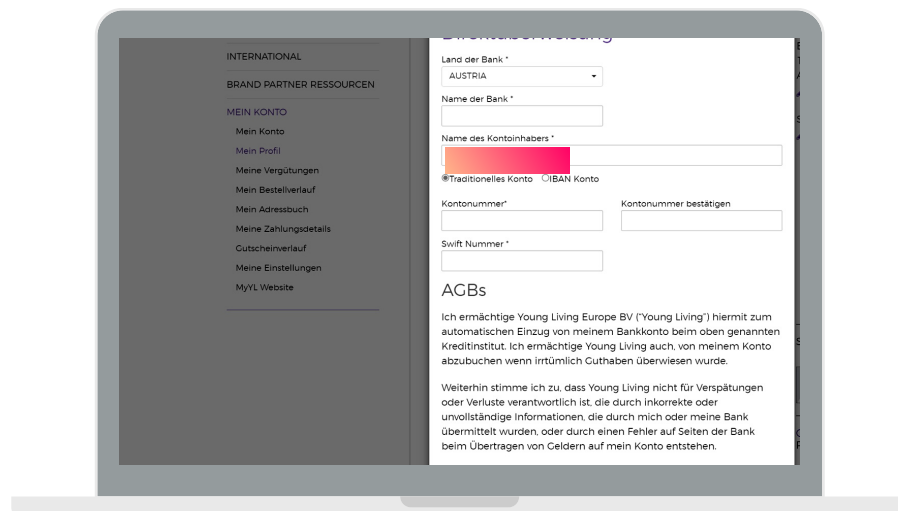 INTERNATIONAL
BRAND PARTNER RESSOURCEN
MEIN KONTO
Mein Konto
Mein Profil
Meine Vergütungen
Mein Bestellverlauf
Mein Adressbuch
Meine Zahlungsdetails
Gutscheinverlauf
Meine Einstellungen
MyYL Website
Direktüberweisung
Land der Bank *
AUSTRIA
Name der Bank *
Name des Kontoinhabers *
Traditionelles Konto IBAN Konto
Kontonummer* Kontonummer bestätigen
Swift Nummer *
AGBs
Ich ermächtige Young Living Europe BV ("Young Living") hiermit zum
automatischen Einzug von meinem Bankkonto beim oben genannten
Kreditinstitut. Ich ermächtige Young Living auch, von meinem Konto
abzubuchen wenn irrtümlich Guthaben überwiesen wurde.
Weiterhin stimme ich zu, dass Young Living nicht für Verspätungen
oder Verluste verantwortlich ist, die durch inkorrekte oder
unvollständige Informationen, die durch mich oder meine Bank
übermittelt wurden, oder durch einen Fehler auf Seiten der Bank
beim Übertragen von Geldern auf mein Konto entstehen.